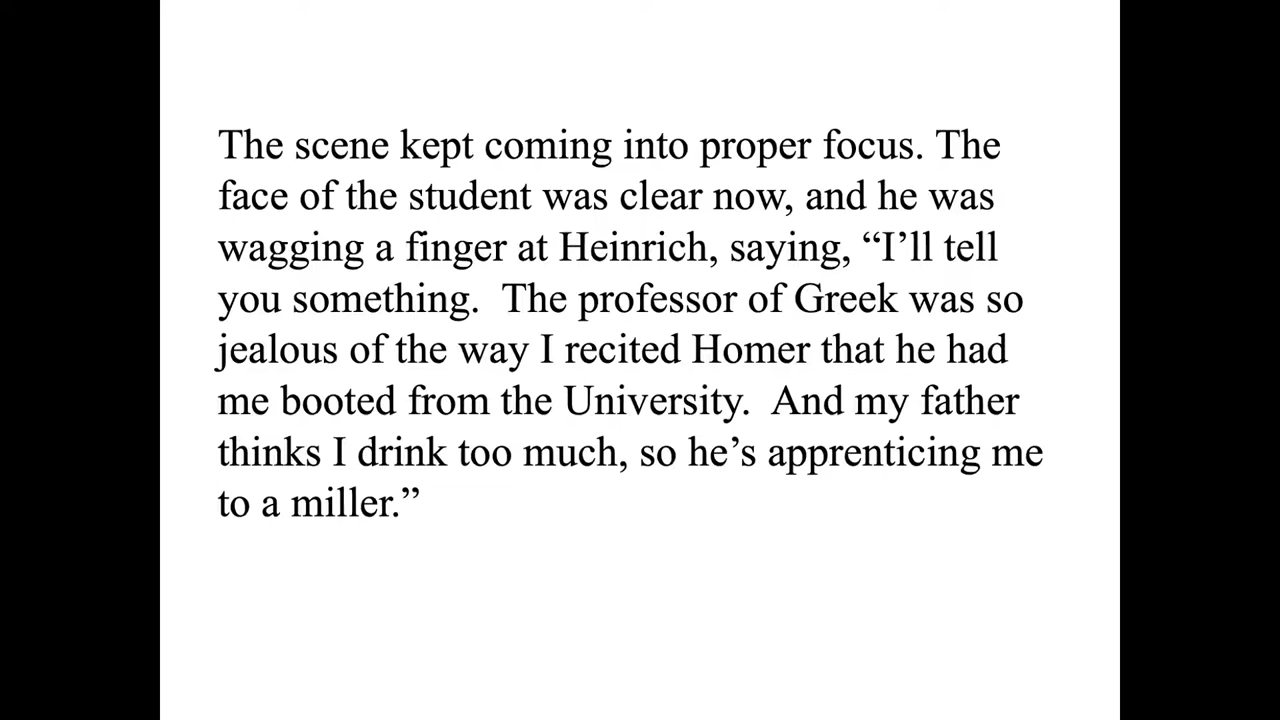 The scene kept coming into proper focus. The
face of the student was clear now, and he was
wagging a finger at Heinrich, saying, “I’ll tell
you something.  The professor of Greek was so
jealous of the way I recited Homer that he had
me booted from the University.  And my father
thinks I drink too much, so he’s apprenticing me
to a miller.”